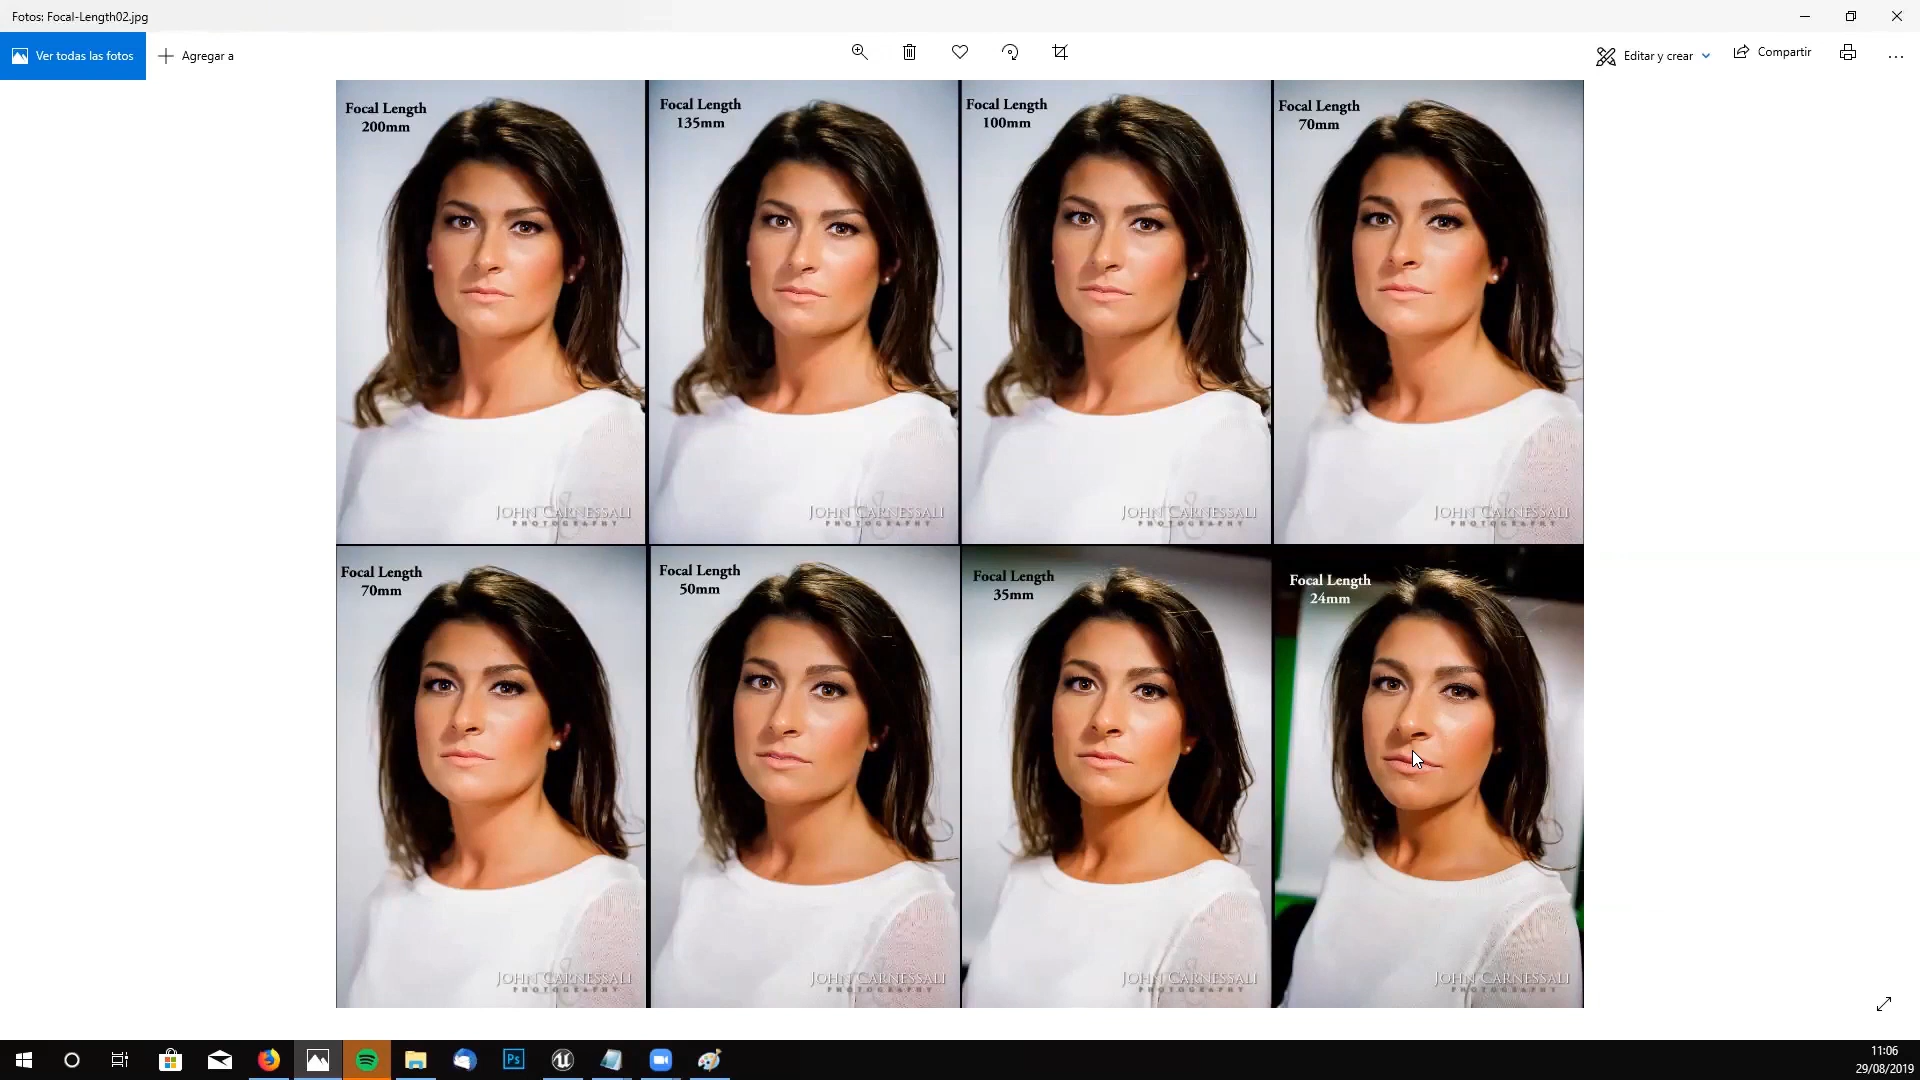 Fotos: Focal-Length02.jpg
Ver todas las fotos
Agregar a
Editar y crear
Compartir
Focal Length
200mm
Focal Length
135mm
Focal Length
100mm
Focal Length
70mm
JOHN CARNESSALI
PHOTOGRAPHY
JOHN CARNESSALI
PHOTOGRAPHY
JOHN CARNESSALI
PHOTOGRAPHY
JOHN CARNESSALI
PHOTOGRAPHY
Focal Length
70mm
Focal Length
50mm
Focal Length
35mm
Focal Length
24mm
JOHN CARNESSALI
PHOTOGRAPHY
JOHN CARNESSALI
PHOTOGRAPHY
JOHN CARNESSALI
PHOTOGRAPHY
JOHN CARNESSALI
PHOTOGRAPHY
Ps
11:06
29/08/2019